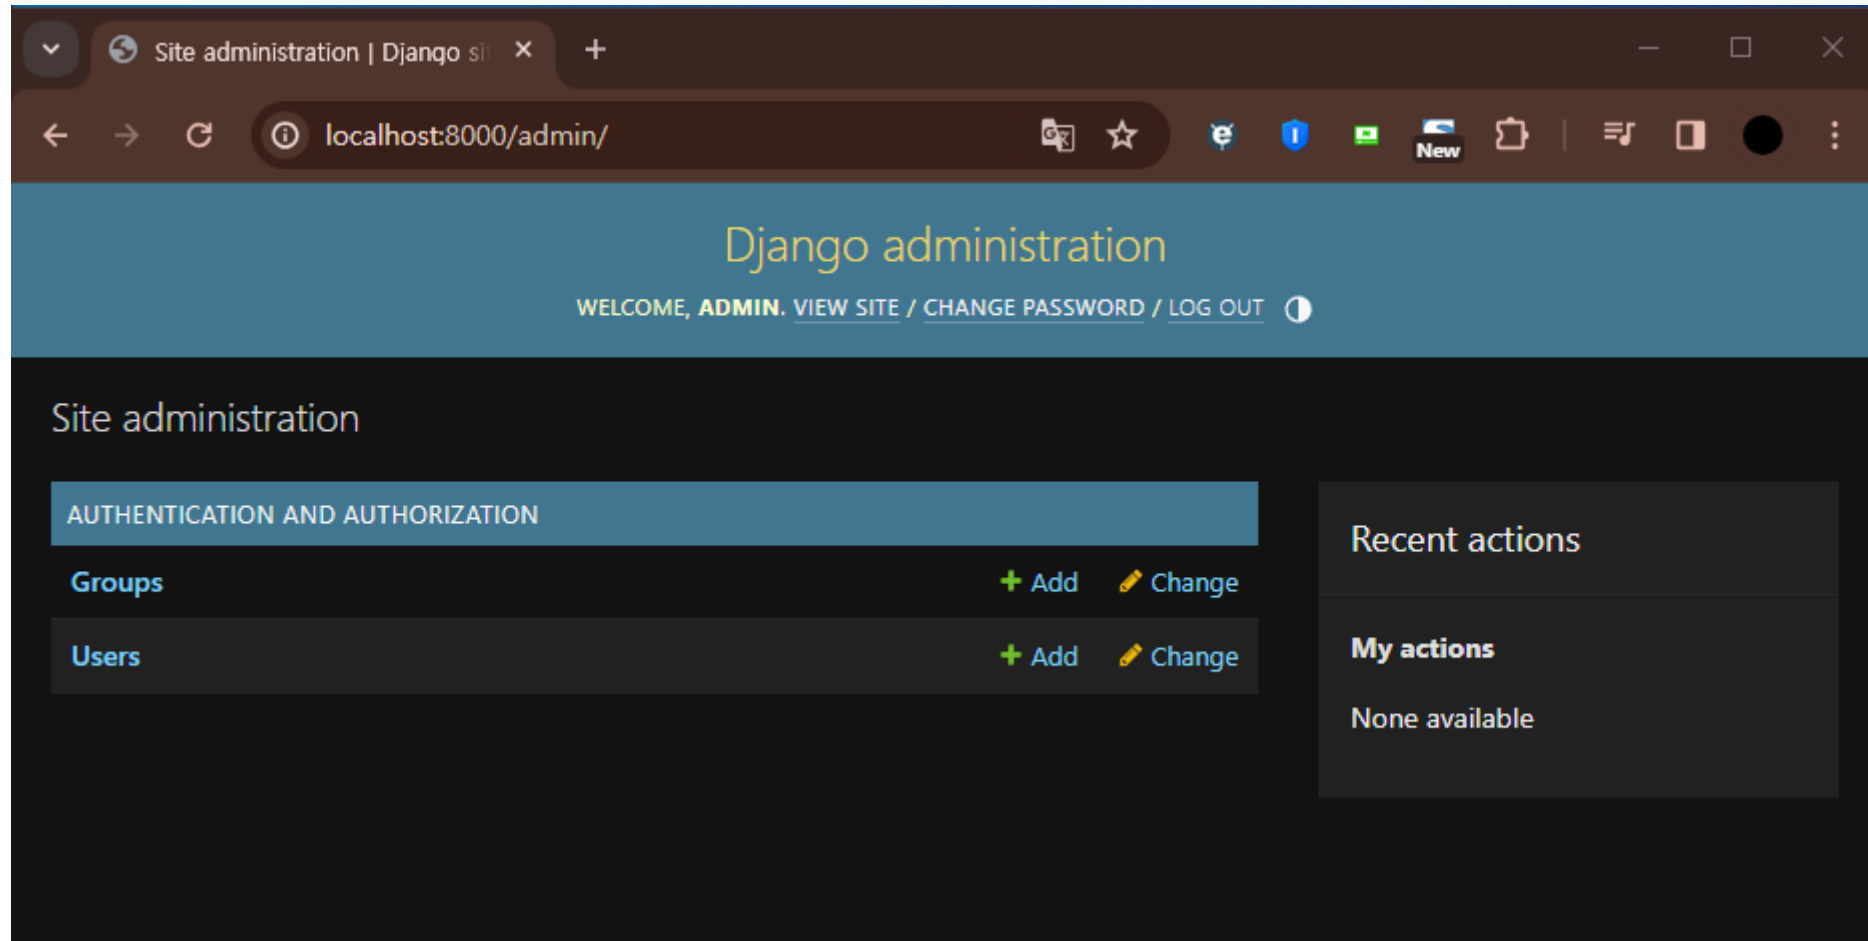 Site administration | Django si
localhost:8000/admin/
New
Django administration
WELCOME, ADMIN. VIEW SITE / CHANGE PASSWORD / LOG OUT
Site administration
AUTHENTICATION AND AUTHORIZATION
Groups + Add Change
Users + Add Change
Recent actions
My actions
None available